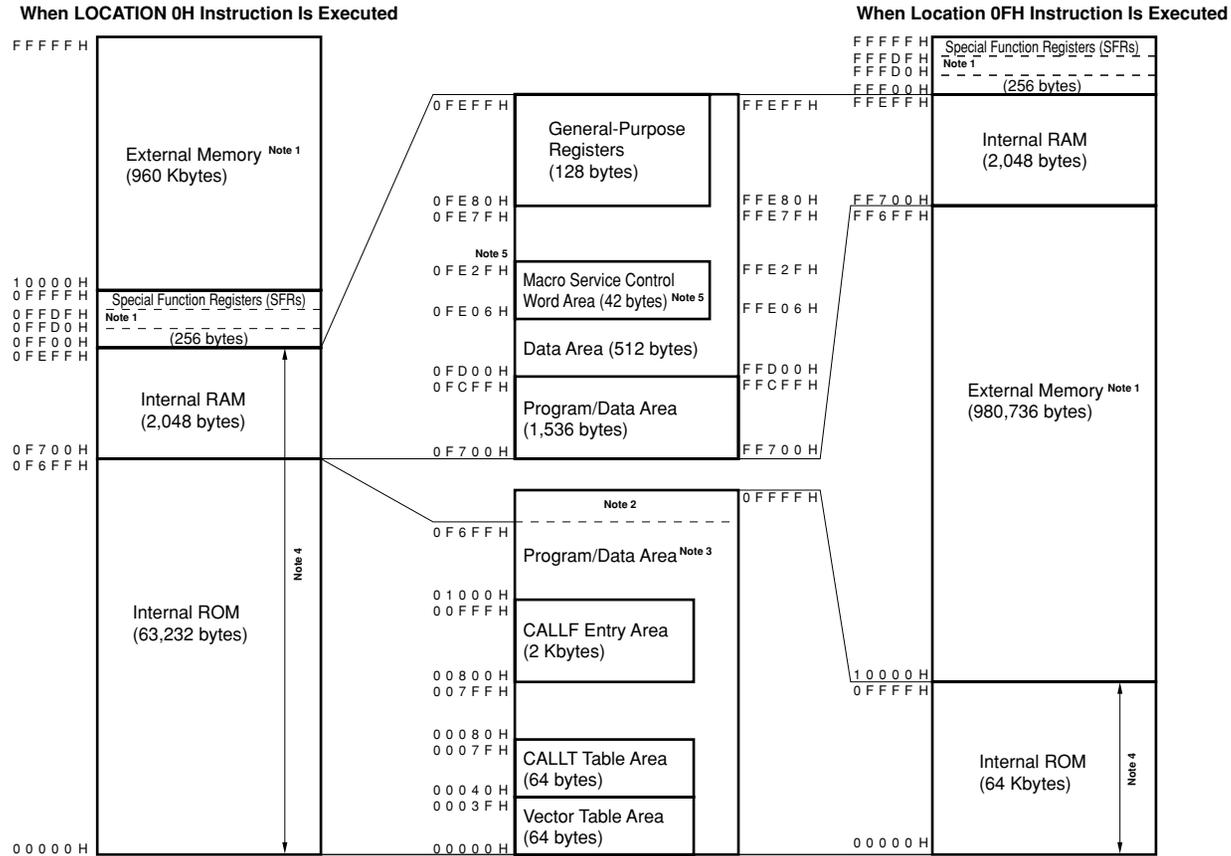 When LOCATION 0H Instruction Is Executed
When Location 0FH Instruction Is Executed
FFFFFH
External Memory Note 1
(960 Kbytes)
10000H
0FFFFH
0FFDFH
0FFD0H
0FF00H
0FEFFH
Special Function Registers (SFRs)
Note 1
(256 bytes)
Internal RAM
(2,048 bytes)
0F700H
0F6FFH
Internal ROM
(63,232 bytes)
Note 4
00000H
0FEFFH
General-Purpose
Registers
(128 bytes)
FFEFFH
0FE80H
0FE7FH
FFE80H
FFE7FH
Note 5
0FE2FH
Macro Service Control
Word Area (42 bytes) Note 5
FFE2FH
0FE06H
FFE06H
Data Area (512 bytes)
0FD00H
0FCFFH
FFD00H
FFCFFH
Program/Data Area
(1,536 bytes)
0F700H
FF700H
Note 2
0FFFFH
0F6FFH
Program/Data Area Note 3
01000H
00FFFH
CALLF Entry Area
(2 Kbytes)
00800H
007FFH
00080H
0007FH
CALLT Table Area
(64 bytes)
00040H
0003FH
Vector Table Area
(64 bytes)
00000H
FFFFFH
FFFDFH
FFFD0H
FFF00H
FFEFFH
Special Function Registers (SFRs)
Note 1
(256 bytes)
Internal RAM
(2,048 bytes)
FF700H
FF6FFH
External Memory Note 1
(980,736 bytes)
10000H
0FFFFH
Internal ROM
(64 Kbytes)
Note 4
00000H